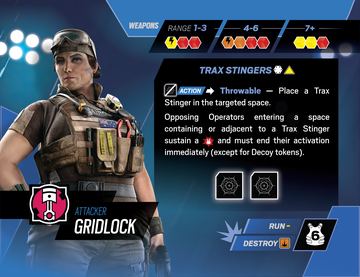 WEAPONS RANGE 1-3 4-6 7+
TRAX STINGERS
ACTION Throwable — Place a Trax
Stinger in the targeted space.
Opposing Operators entering a space
containing or adjacent to a Trax Stinger
sustain a and must end their activation
immediately (except for Decoy tokens).
ATTACKER
GRIDLOCK
RUN -
DESTROY
6